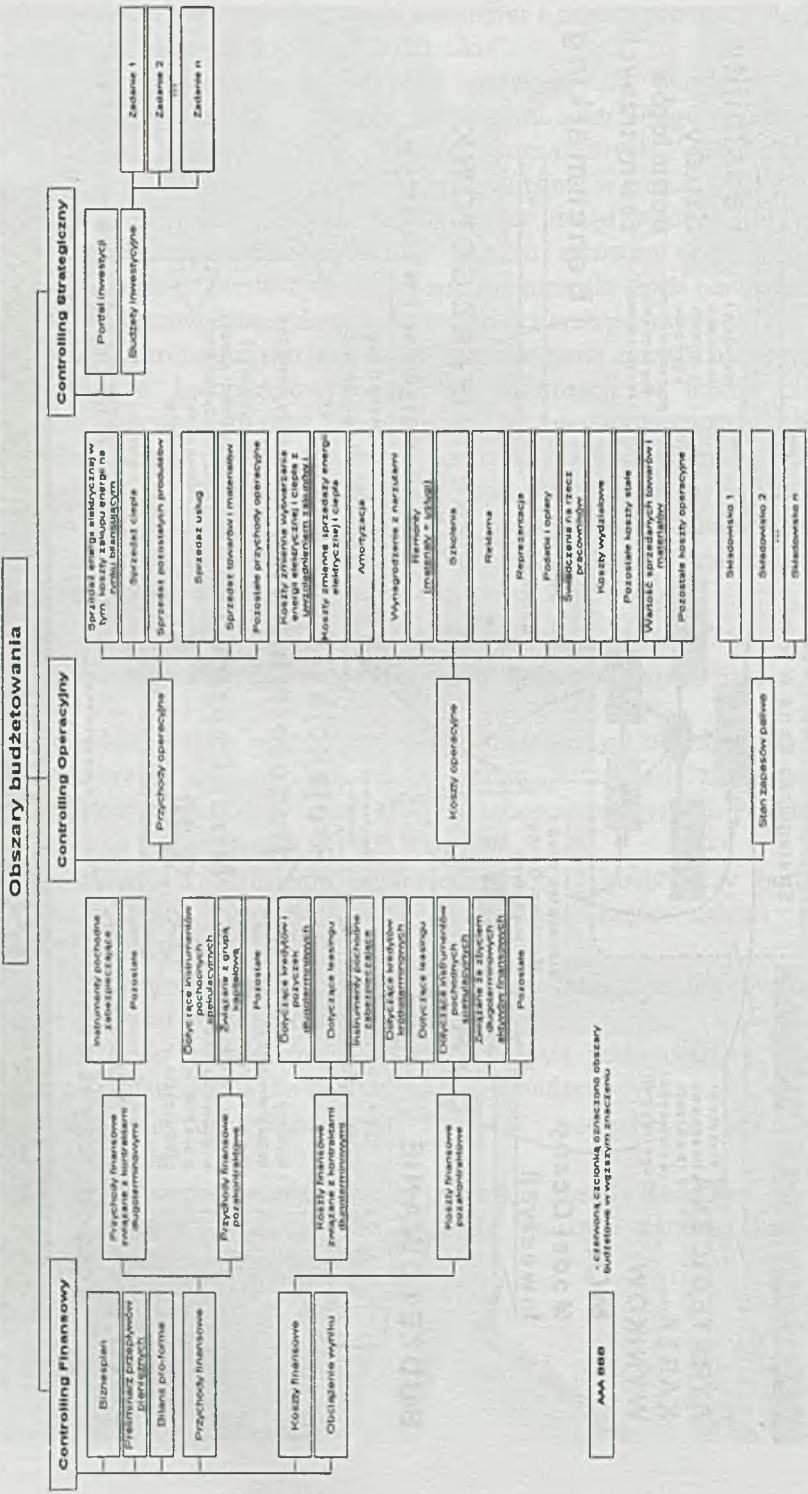 Obszary budżetowania
Controlling Finansowy
Biznesplan
Preliminarz przepływów
pieniężnych
Bilans pro-forma
Przychody finansowe
Koszty finansowe
Obciążenie wyniku
Przychody finansowe
związane z kontraktami
długoterminowymi
Przychody finansowe
pozakontraktowe
Koszty finansowe
związane z kontraktami
długoterminowymi
Koszty finansowe
pozakontraktowe
Instrumenty pochodne
zabezpieczające
Pozostałe
Dotyczące instrumentów
pochodnych
spekulacyjnych
Związane z grupą
kapitałową
Pozostałe
Dotyczące kredytów i
pożyczek
długoterminowych
Dotyczące leasingu
Instrumenty pochodne
zabezpieczające
Dotyczące kredytów
krótkoterminowych
Dotyczące leasingu
Dotyczące instrumentów
pochodnych
spekulacyjnych
Związane ze zbyciem
długoterminowych
aktywów finansowych
Pozostałe
AAA BBB
- czerwoną czcionką oznaczono obszary
budżetowe w węższym znaczeniu
Controlling Operacyjny
Przychody operacyjne
Koszty operacyjne
Stan zapasów paliwa
Sprzedaż energii elektrycznej w
tym: koszty zakupu energii na
rynku bilansującym
Sprzedaż ciepła
Sprzedaż pozostałych produktów
Sprzedaż usług
Sprzedaż towarów i materiałów
Pozostałe przychody operacyjne
Koszty zmienne wytwarzania
energii elektrycznej i ciepła z
uwzględnieniem zakupów
Koszty zmienne sprzedaży energii
elektrycznej i ciepła
Amortyzacja
Wynagrodzenia z narzutami
Remonty
(materiały + usługi)
Szkolenia
Reklama
Reprezentacja
Podatki i opłaty
Świadczenia na rzecz
pracowników
Koszty wydziałowe
Pozostałe koszty stałe
Wartość sprzedanych towarów i
materiałów
Pozostałe koszty operacyjne
Składowisko 1
Składowisko 2
...
Składowisko n
Controlling Strategiczny
Portfel inwestycji
Budżety inwestycyjne
Zadanie 1
Zadanie 2
...
Zadanie n